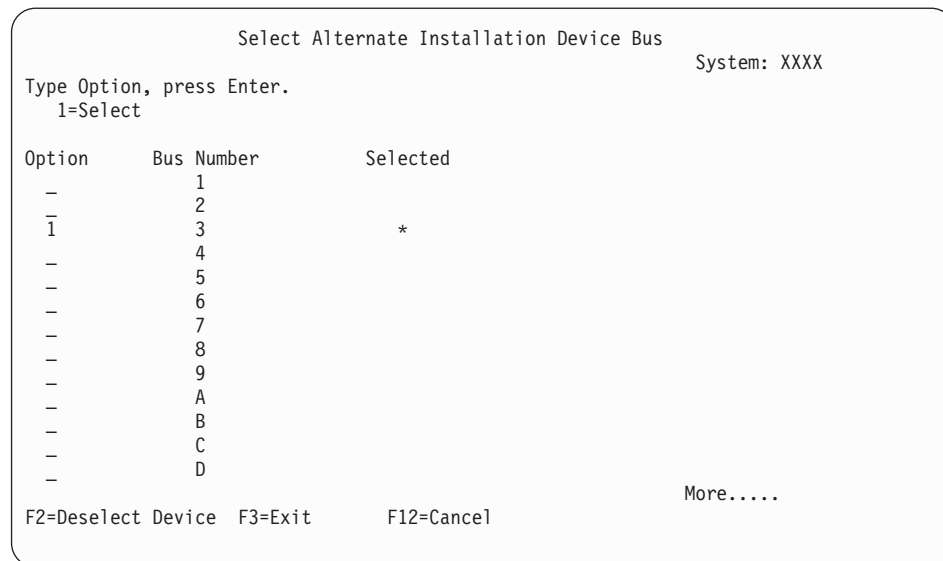 Select Alternate Installation Device Bus
System: XXXX
Type Option, press Enter.
1=Select
Option Bus Number Selected
_ 1
_ 2
1 3 *
_ 4
_ 5
_ 6
_ 7
_ 8
_ 9
_ A
_ B
_ C
_ D
More.....
F2=Deselect Device F3=Exit F12=Cancel